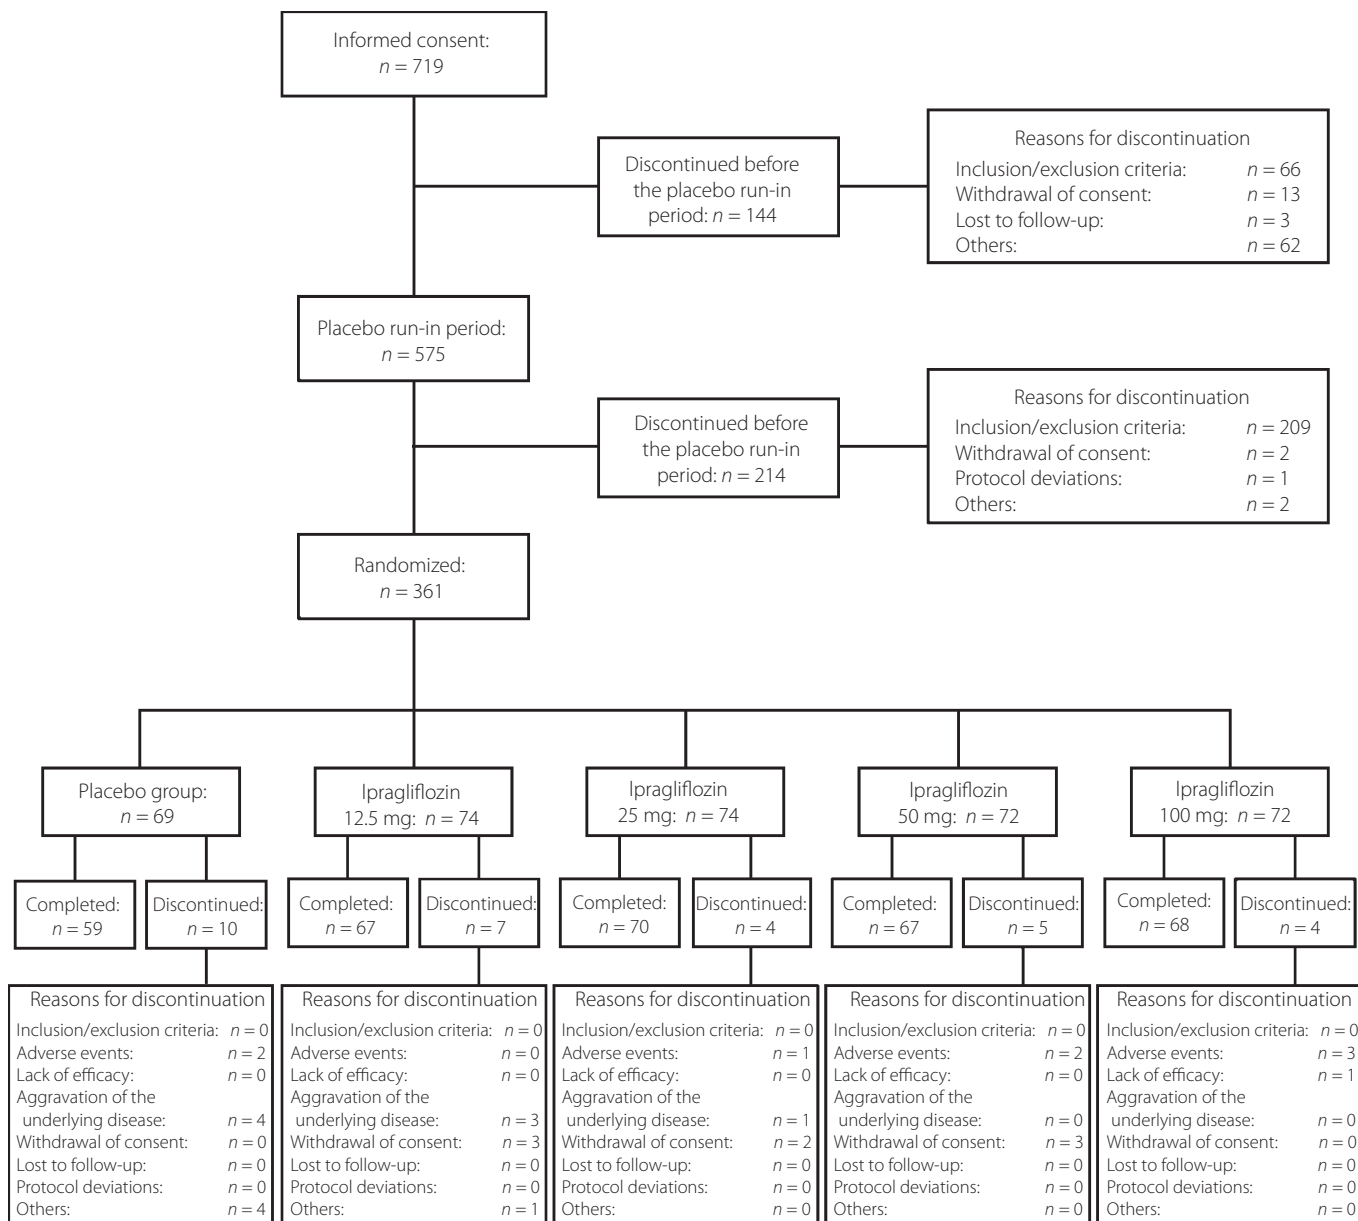 Informed consent:
n = 719
Discontinued before
the placebo run-in
period: n = 144
Reasons for discontinuation
Inclusion/exclusion criteria: n = 66
Withdrawal of consent: n = 13
Lost to follow-up: n = 3
Others: n = 62
Placebo run-in period:
n = 575
Discontinued before
the placebo run-in
period: n = 214
Reasons for discontinuation
Inclusion/exclusion criteria: n = 209
Withdrawal of consent: n = 2
Protocol deviations: n = 1
Others: n = 2
Randomized:
n = 361
Placebo group:
n = 69
Ipragliflozin
12.5 mg: n = 74
Ipragliflozin
25 mg: n = 74
Ipragliflozin
50 mg: n = 72
Ipragliflozin
100 mg: n = 72
Completed:
n = 59
Discontinued:
n = 10
Completed:
n = 67
Discontinued:
n = 7
Completed:
n = 70
Discontinued:
n = 4
Completed:
n = 67
Discontinued:
n = 5
Completed:
n = 68
Discontinued:
n = 4
Reasons for discontinuation
Inclusion/exclusion criteria: n = 0
Adverse events: n = 2
Lack of efficacy: n = 0
Aggravation of the
underlying disease: n = 4
Withdrawal of consent: n = 0
Lost to follow-up: n = 0
Protocol deviations: n = 0
Others: n = 4
Reasons for discontinuation
Inclusion/exclusion criteria: n = 0
Adverse events: n = 0
Lack of efficacy: n = 0
Aggravation of the
underlying disease: n = 3
Withdrawal of consent: n = 3
Lost to follow-up: n = 0
Protocol deviations: n = 0
Others: n = 1
Reasons for discontinuation
Inclusion/exclusion criteria: n = 0
Adverse events: n = 1
Lack of efficacy: n = 0
Aggravation of the
underlying disease: n = 1
Withdrawal of consent: n = 2
Lost to follow-up: n = 0
Protocol deviations: n = 0
Others: n = 0
Reasons for discontinuation
Inclusion/exclusion criteria: n = 0
Adverse events: n = 2
Lack of efficacy: n = 0
Aggravation of the
underlying disease: n = 0
Withdrawal of consent: n = 3
Lost to follow-up: n = 0
Protocol deviations: n = 0
Others: n = 0
Reasons for discontinuation
Inclusion/exclusion criteria: n = 0
Adverse events: n = 3
Lack of efficacy: n = 1
Aggravation of the
underlying disease: n = 0
Withdrawal of consent: n = 0
Lost to follow-up: n = 0
Protocol deviations: n = 0
Others: n = 0